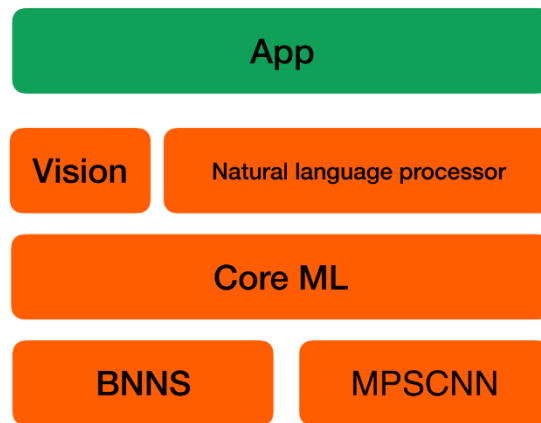 App
Vision
Natural language processor
Core ML
BNNS
MPSCNN